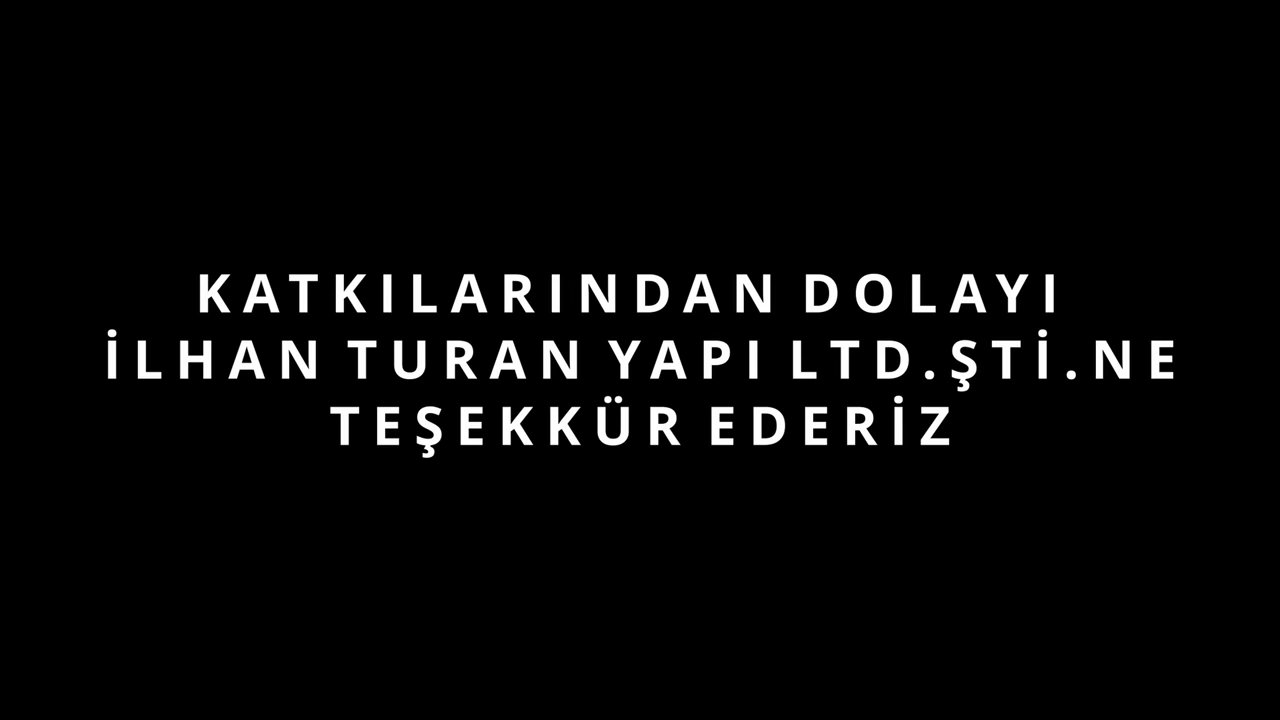 KATKILARINDAN DOLAYI
İLHAN TURAN YAPI LTD.ŞTİ.NE
TEŞEKKÜR EDERİZ